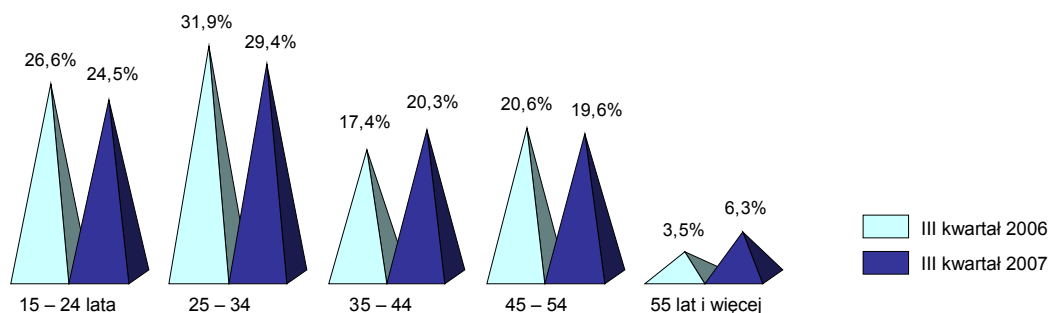 26,6%
24,5%
31,9%
29,4%
17,4%
20,3%
20,6%
19,6%
3,5%
6,3%
III kwartał 2006
III kwartał 2007
15 – 24 lata
25 – 34
35 – 44
45 – 54
55 lat i więcej